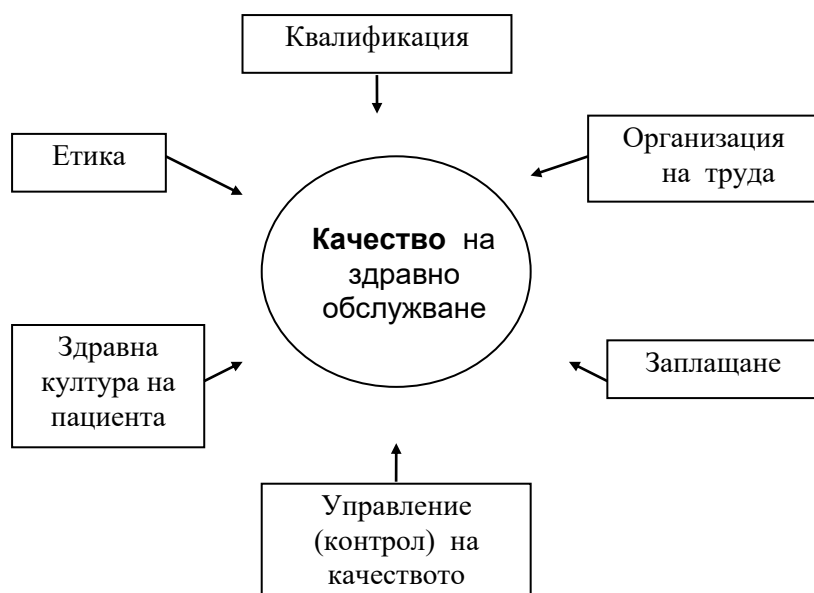 Квалификация
Етика
Организация
на труда
Качество на
здравно
обслужване
Здравна
култура на
пациента
Заплащане
Управление
(контрол) на
качеството